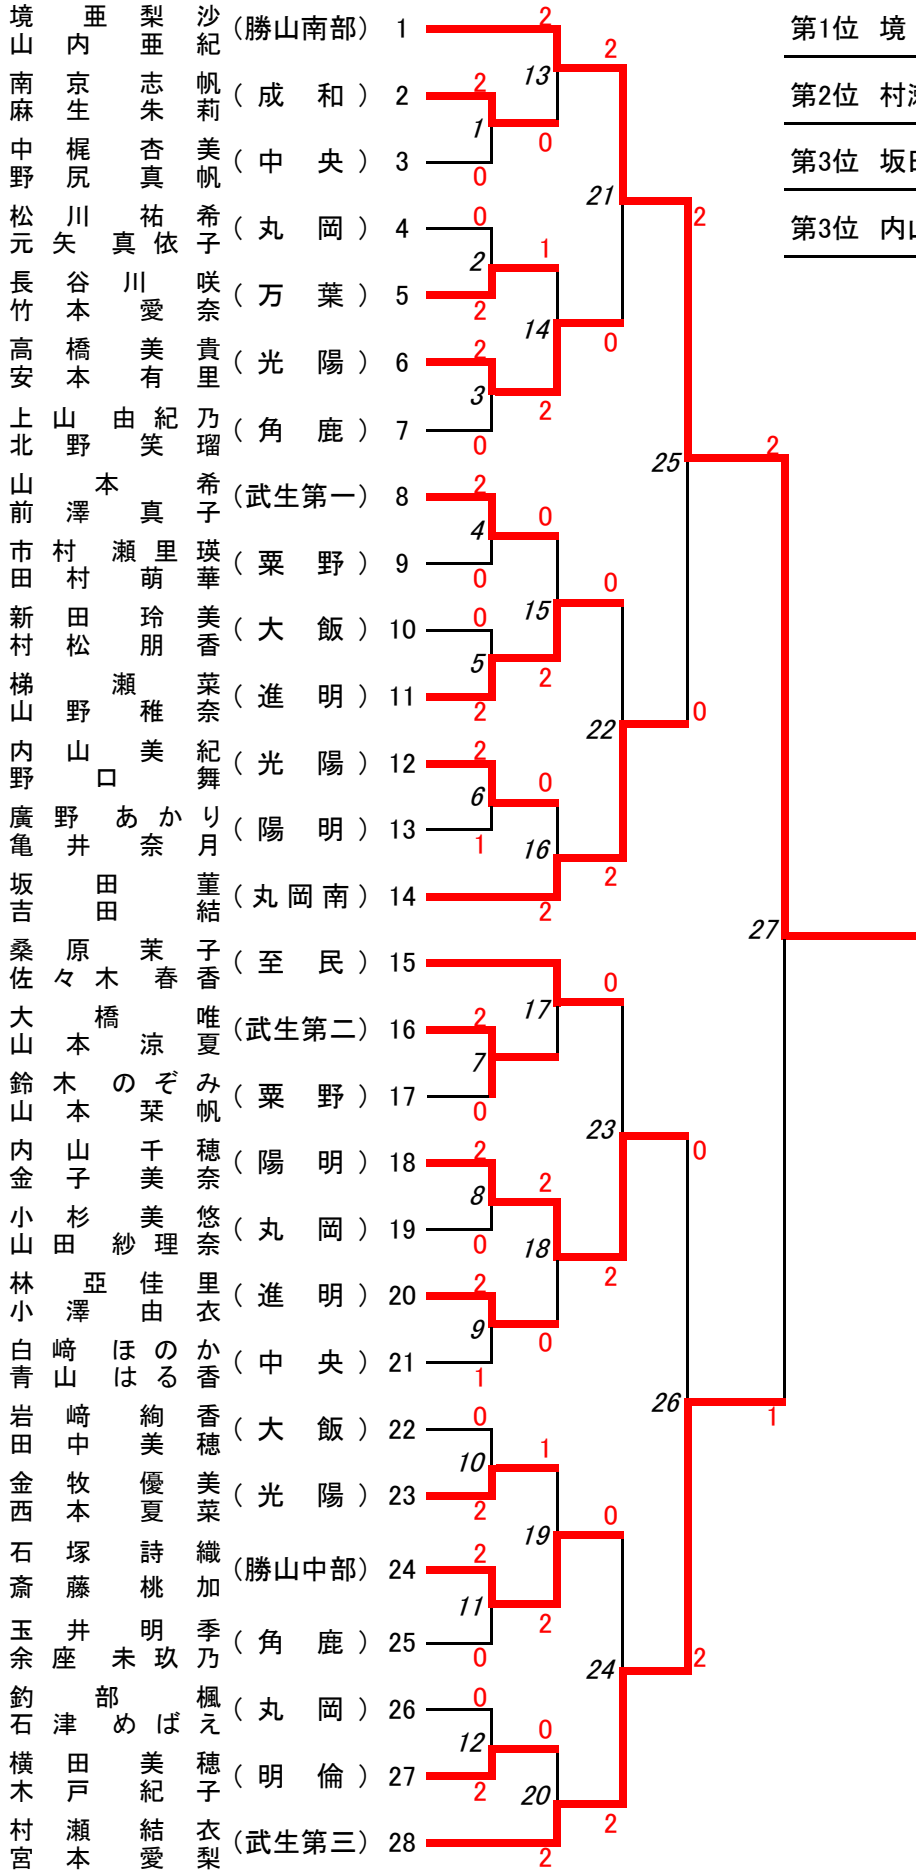 境 亜 梨 沙
山 内 亜 紀
(勝山南部) 1
南 京 志 帆
麻 生 朱 莉
( 成 和 ) 2
中 梶 杏 美
野 尻 真 帆
( 中 央 ) 3
松 川 祐 希
元 矢 真 依 子
( 丸 岡 ) 4
長 谷 川 咲
竹 本 愛 奈
( 万 葉 ) 5
高 橋 美 貴
安 本 有 里
( 光 陽 ) 6
上 山 由 紀 乃
北 野 笑 瑠
( 角 鹿 ) 7
山 本 希
前 澤 真 子
(武生第一) 8
市 村 瀬 里 瑛
田 村 萌 華
( 粟 野 ) 9
新 田 玲 美
村 松 朋 香
( 大 飯 ) 10
梯 瀬 菜
山 野 稚 奈
( 進 明 ) 11
内 山 美 紀
野 口 舞
( 光 陽 ) 12
廣 野 あ か り
亀 井 奈 月
( 陽 明 ) 13
坂 田 菫
吉 田 結
( 丸 岡 南 ) 14
桑 原 茉 子
佐 々 木 春 香
( 至 民 ) 15
大 橋 唯
山 本 涼 夏
(武生第二) 16
鈴 木 の ぞ み
山 本 栞 帆
( 粟 野 ) 17
内 山 千 穂
金 子 美 奈
( 陽 明 ) 18
小 杉 美 悠
山 田 紗 理 奈
( 丸 岡 ) 19
林 亞 佳 里
小 澤 由 衣
( 進 明 ) 20
白 﨑 ほ の か
青 山 は る 香
( 中 央 ) 21
岩 﨑 絢 香
田 中 美 穂
( 大 飯 ) 22
金 牧 優 美
西 本 夏 菜
( 光 陽 ) 23
石 塚 詩 織
斎 藤 桃 加
(勝山中部) 24
玉 井 明 季
余 座 未 玖 乃
( 角 鹿 ) 25
釣 部 楓
石 津 め ば え
( 丸 岡 ) 26
横 田 美 穂
木 戸 紀 子
( 明 倫 ) 27
村 瀬 結 衣
宮 本 愛 梨
(武生第三) 28
2
1
0
0
2
2
2
3
0
2
4
0
0
5
2
2
6
1
2
7
0
2
8
0
2
9
1
0
10
2
2
11
0
0
12
2
2
13
0
1
14
2
0
15
2
0
16
2
17
2
18
0
1
19
2
0
20
2
2
21
0
0
22
2
0
23
2
0
24
2
2
25
0
0
26
2
2
27
1
第1位 境
第2位 村瀬
第3位 坂田
第3位 内山